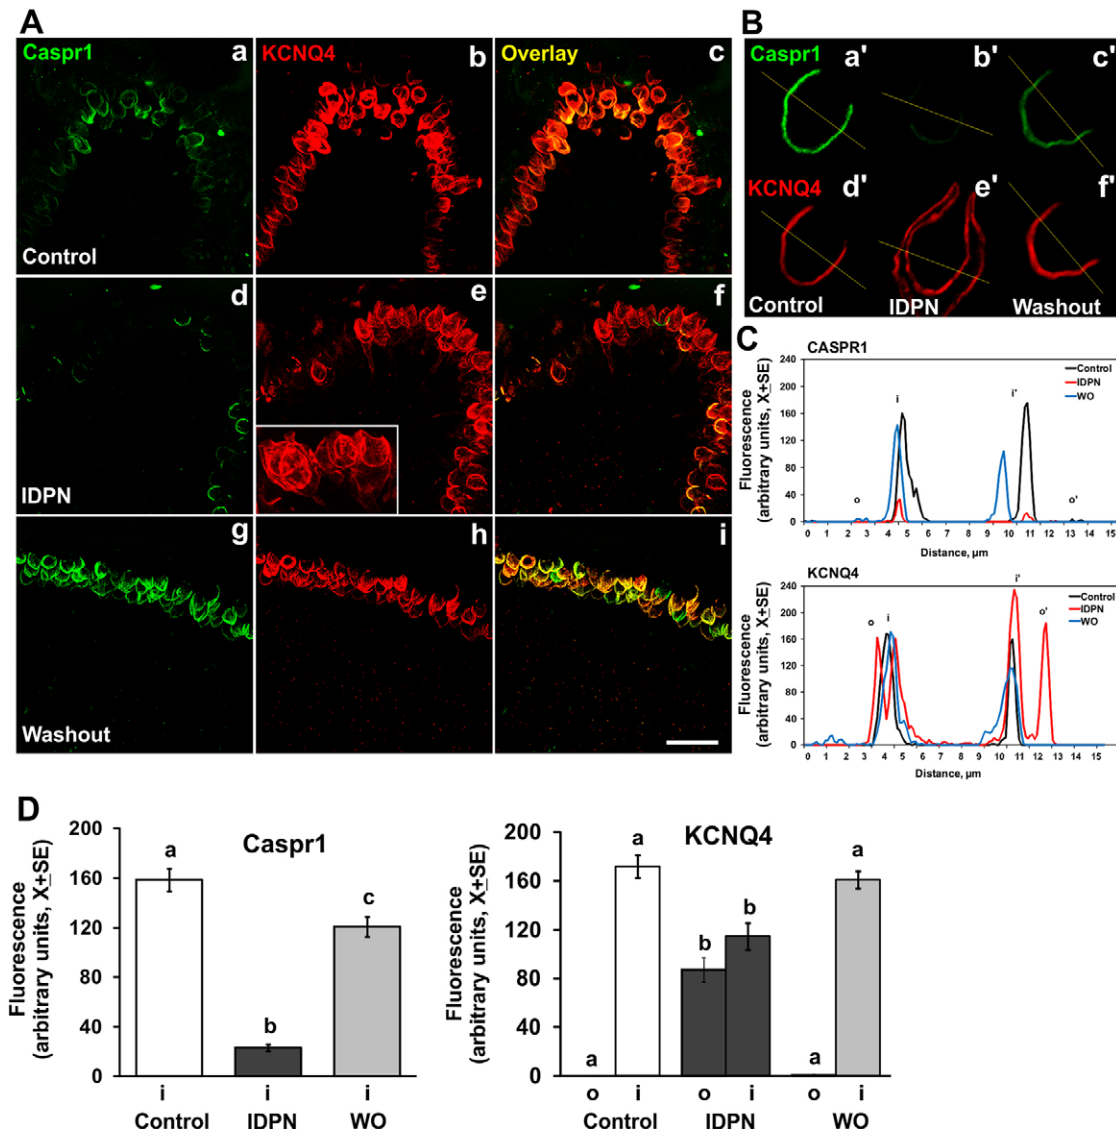 A
Caspr1 a
KCNQ4 b
Overlay c
Control
d
e
f
IDPN
g
h
i
Washout
B
Caspr1 a' b' c'
KCNQ4 d' e' f'
Control IDPN Washout
C
CASPR1
Fluorescence
(arbitrary units, X±SE)
240
200
160
120
80
40
0
Control
IDPN
WO
o i i' o'
0 1 2 3 4 5 6 7 8 9 10 11 12 13 14 15
Distance, µm
KCNQ4
Fluorescence
(arbitrary units, X±SE)
240
200
160
120
80
40
0
Control
IDPN
WO
o i i' o'
0 1 2 3 4 5 6 7 8 9 10 11 12 13 14 15
Distance, µm
D
Caspr1
Fluorescence
(arbitrary units, X±SE)
200
160
120
80
40
0
a b c
i i i
Control IDPN WO
KCNQ4
Fluorescence
(arbitrary units, X±SE)
200
160
120
80
40
0
a a b b a a
o i o i o i
Control IDPN WO